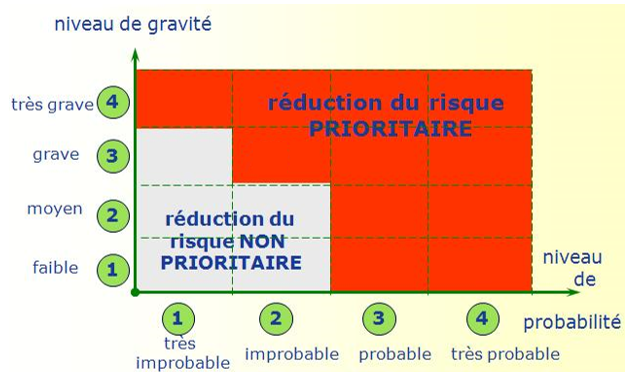 niveau de gravité
très grave 4
réduction du risque
PRIORITAIRE
grave 3
moyen 2
réduction du
risque NON
PRIORITAIRE
faible 1
niveau
de
probabilité
1 2 3 4
très
improbable
improbable
probable
très probable